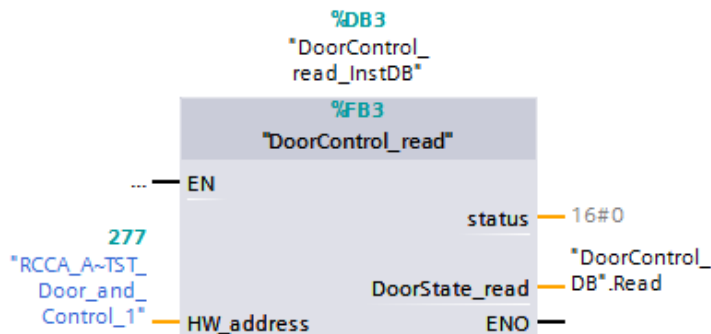 %DB3
"DoorControl_
read_InstDB"
%FB3
"DoorControl_read"
... EN
status 16#0
277
"RCCA_A~TST_
Door_and_
Control_1" HW_address
DoorState_read "DoorControl_
DB".Read
ENO